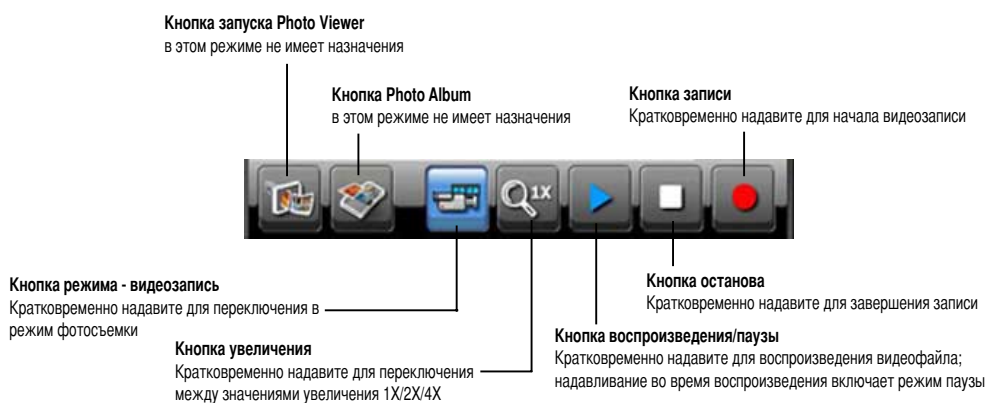 Кнопка запуска Photo Viewer
в этом режиме не имеет назначения
Кнопка Photo Album
в этом режиме не имеет назначения
Кнопка записи
Кратковременно надавите для начала видеозаписи
1X
Кнопка режима - видеозапись
Кратковременно надавите для переключения в
режим фотосъемки
Кнопка увеличения
Кратковременно надавите для переключения
между значениями увеличения 1X/2X/4X
Кнопка останова
Кратковременно надавите для завершения записи
Кнопка воспроизведения/паузы
Кратковременно надавите для воспроизведения видеофайла;
надавливание во время воспроизведения включает режим паузы